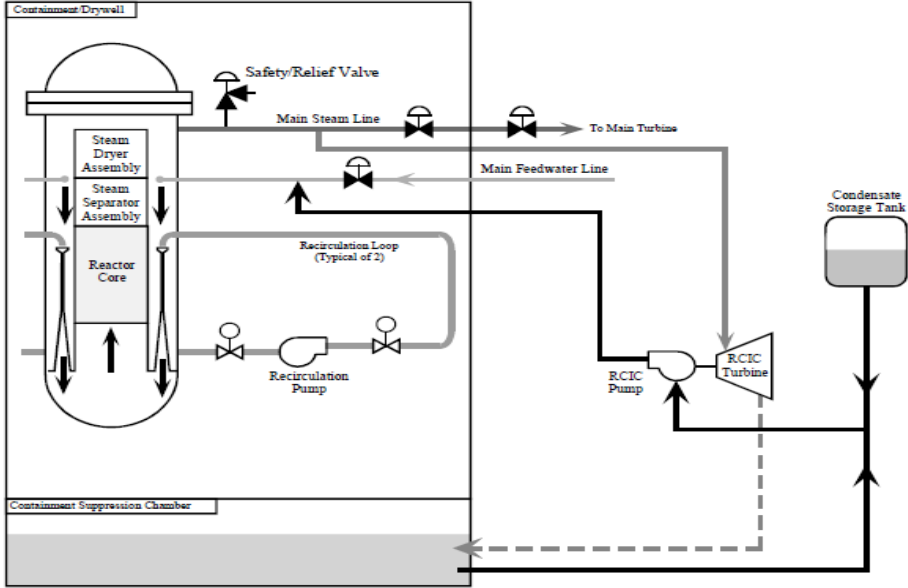 Containment/Drywell
Safety/Relief Valve
Main Steam Line
To Main Turbine
Steam
Dryer
Assembly
Main Feedwater Line
Steam
Separator
Assembly
Condensate
Storage Tank
Recirculation Loop
(Typical of 2)
Reactor
Core
RCIC
Turbine
RCIC
Pump
Recirculation
Pump
Containment Suppression Chamber